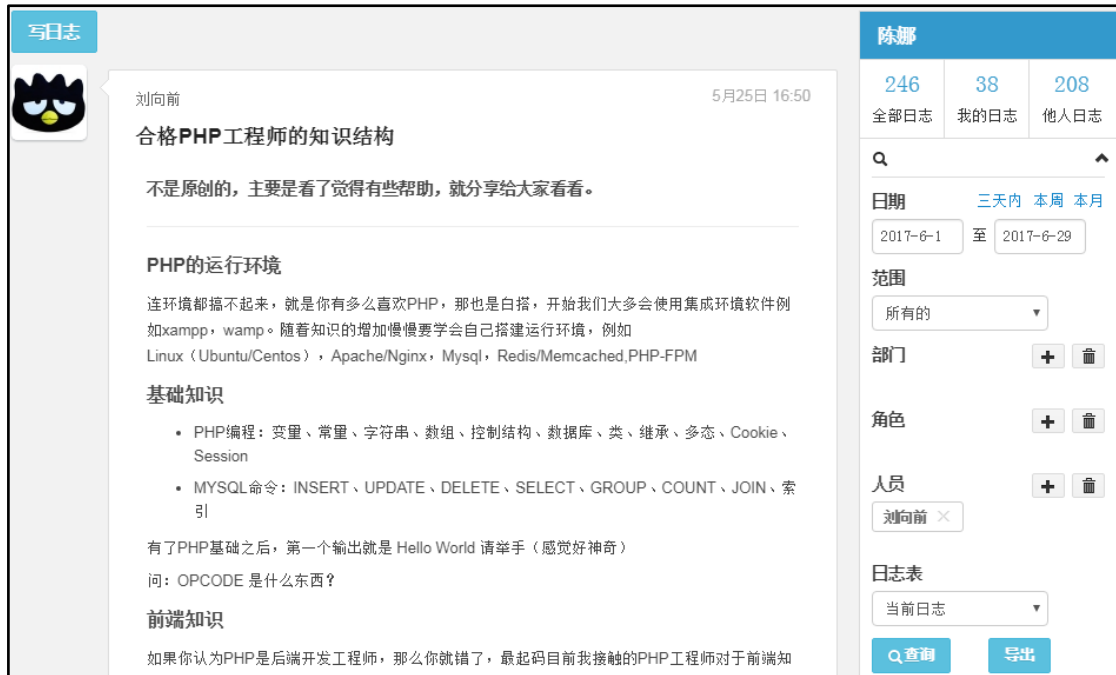 写日志
刘向前
5月25日 16:50
合格PHP工程师的知识结构
不是原创的，主要是看了觉得有些帮助，就分享给大家看看。
PHP的运行环境
连环境都搞不起来，就是你有多么喜欢PHP，那也是白搭，开始我们大多会使用集成环境软件例
如xampp，wamp。随着知识的增加慢慢要学会自己搭建运行环境，例如
Linux（Ubuntu/Centos），Apache/Nginx，Mysql，Redis/Memcached,PHP-FPM
基础知识
• PHP编程：变量、常量、字符串、数组、控制结构、数据库、类、继承、多态、Cookie、
Session
• MYSQL命令：INSERT、UPDATE、DELETE、SELECT、GROUP、COUNT、JOIN、索
引
有了PHP基础之后，第一个输出就是 Hello World 请举手（感觉好神奇）
问：OPCODE 是什么东西？
前端知识
如果你认为PHP是后端开发工程师，那么你就错了，最起码目前我接触的PHP工程师对于前端知
陈娜
246 38 208
全部日志 我的日志 他人日志
日期 三天内 本周 本月
2017-6-1 至 2017-6-29
范围
所有的
部门
角色
人员
刘向前
日志表
当前日志
查询 导出